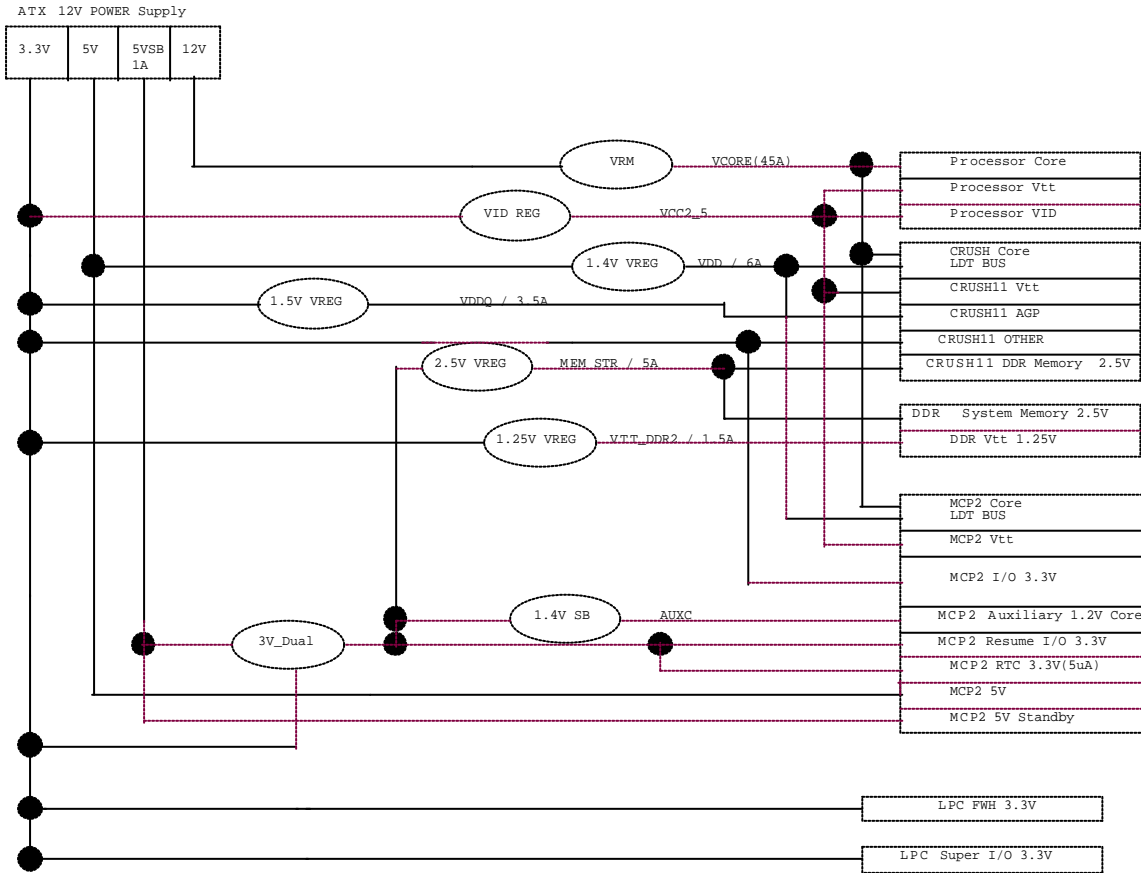 ATX 12V POWER Supply
3.3V 5V 5VSB 12V
1A
VRM VCORE(45A) Processor Core
Processor Vtt
VID REG VCC2_5 Processor VID
CRUSH Core
1.4V VREG VDD / 6A LDT BUS
CRUSH11 Vtt
1.5V VREG VDDQ / 3.5A CRUSH11 AGP
CRUSH11 OTHER
2.5V VREG MEM_STR / 5A CRUSH11 DDR Memory 2.5V
DDR System Memory 2.5V
1.25V VREG VTT_DDR2 / 1.5A DDR Vtt 1.25V
MCP2 Core
LDT BUS
MCP2 Vtt
MCP2 I/O 3.3V
1.4V SB AUXC MCP2 Auxiliary 1.2V Core
3V_Dual MCP2 Resume I/O 3.3V
MCP2 RTC 3.3V(5uA)
MCP2 5V
MCP2 5V Standby
LPC FWH 3.3V
LPC Super I/O 3.3V